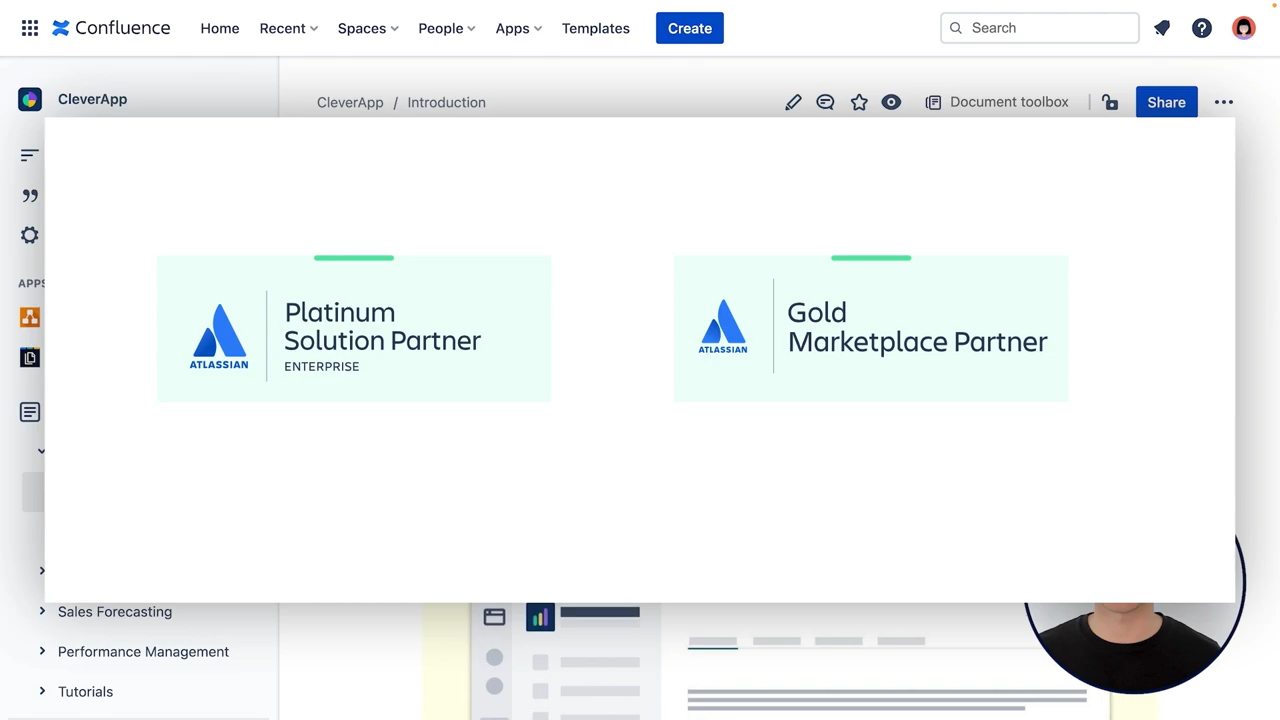 Confluence
Home
Recent
Spaces
People
Apps
Templates
Create
Search
CleverApp
CleverApp / Introduction
Document toolbox
Share
APPS
ATLASSIAN
Platinum
Solution Partner
ENTERPRISE
ATLASSIAN
Gold
Marketplace Partner
Sales Forecasting
Performance Management
Tutorials